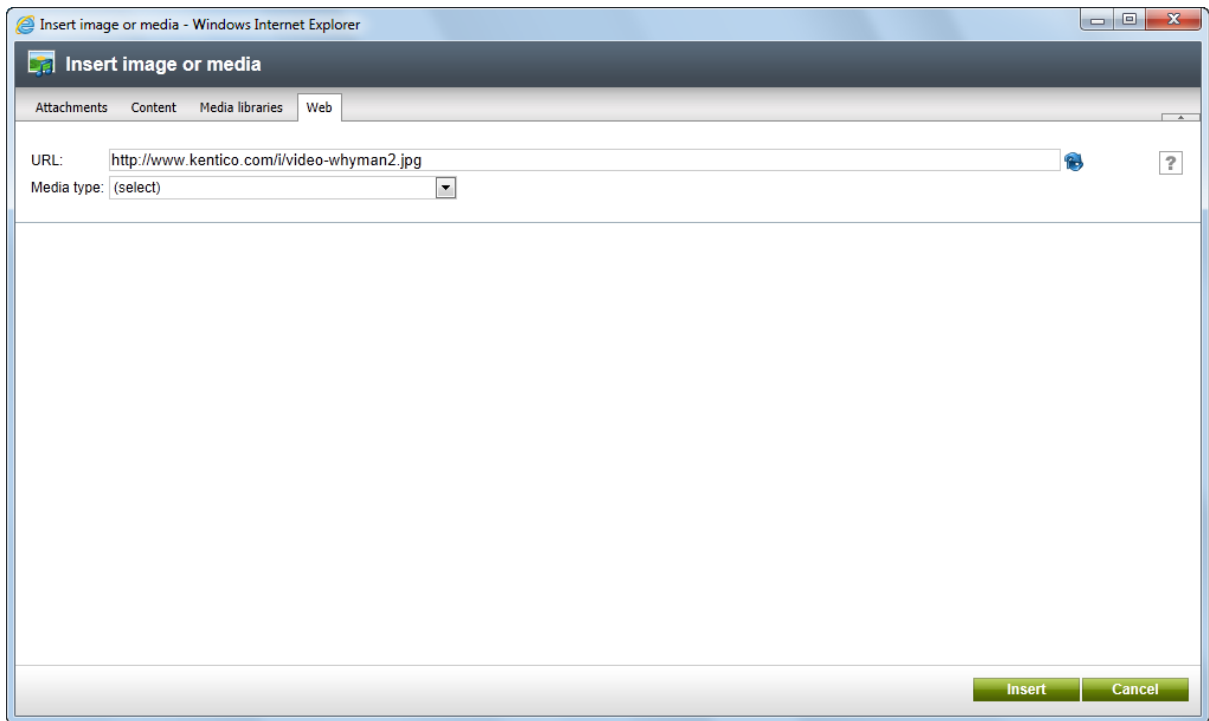 Insert image or media - Windows Internet Explorer
Insert image or media
Attachments Content Media libraries Web
URL: http://www.kentico.com/i/video-whyman2.jpg ?
Media type: (select)
Insert Cancel